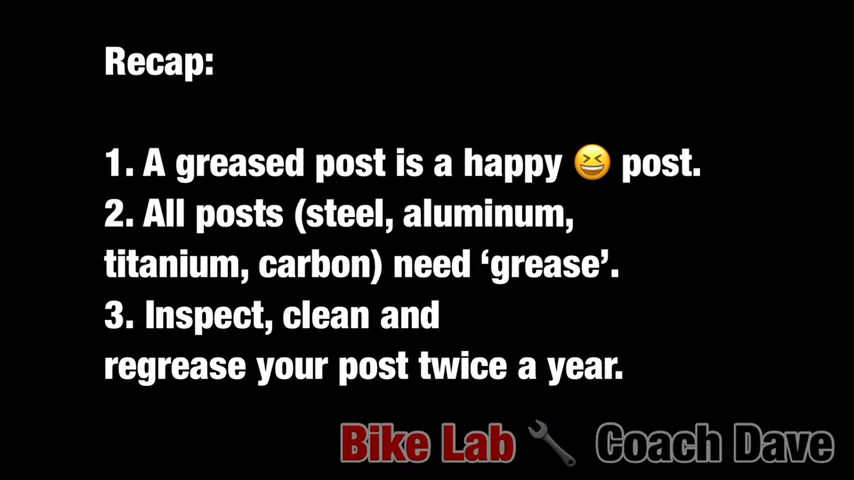 Recap:
1. A greased post is a happy 😆 post.
2. All posts (steel, aluminum,
titanium, carbon) need ‘grease’.
3. Inspect, clean and
regrease your post twice a year.
Bike Lab🔧 Coach Dave